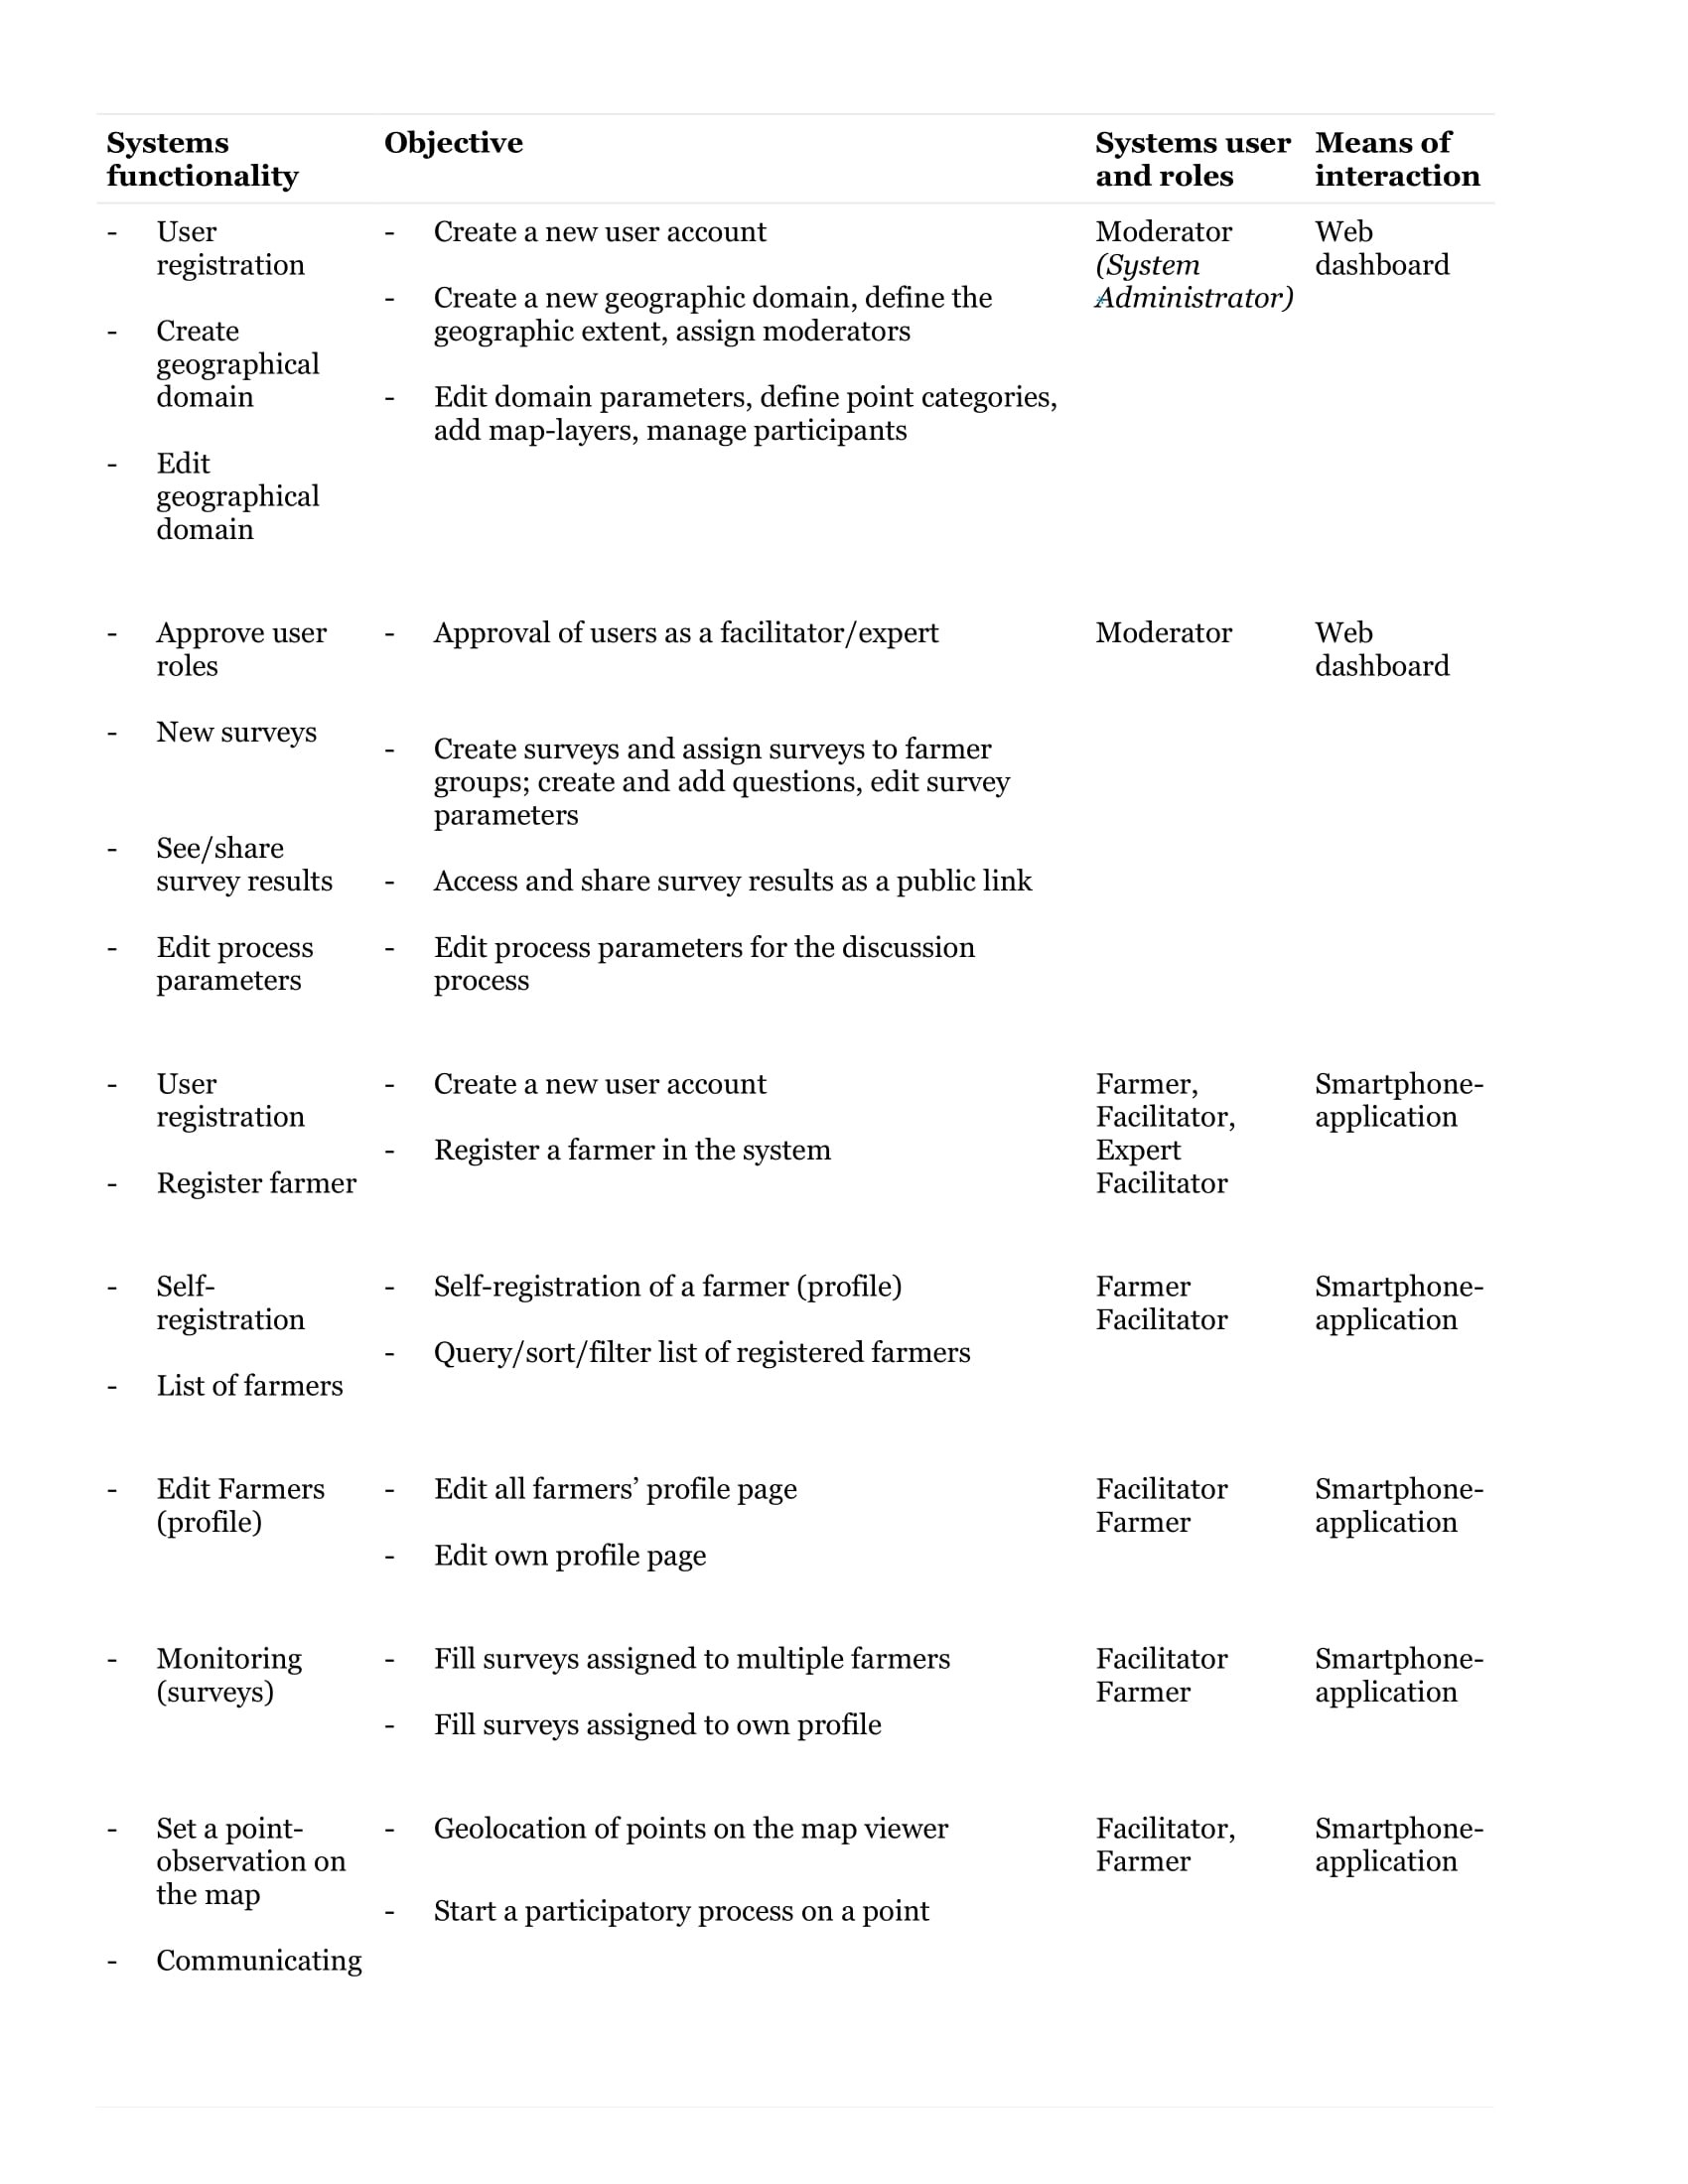 Systems functionality
Objective
Systems user and roles
Means of interaction
- User registration
- Create geographical domain
- Edit geographical domain
- Create a new user account
- Create a new geographic domain, define the
geographic extent, assign moderators
- Edit domain parameters, define point categories,
add map-layers, manage participants
Moderator
(System
Administrator)
Web
dashboard
- Approve user
roles
- New surveys
- See/share
survey results
- Edit process
parameters
- Approval of users as a facilitator/expert
- Create surveys and assign surveys to farmer
groups; create and add questions, edit survey
parameters
- Access and share survey results as a public link
- Edit process parameters for the discussion
process
Moderator
Web
dashboard
- User
registration
- Register farmer
- Create a new user account
- Register a farmer in the system
Farmer,
Facilitator,
Expert
Facilitator
Smartphone-
application
- Self-
registration
- List of farmers
- Self-registration of a farmer (profile)
- Query/sort/filter list of registered farmers
Farmer
Facilitator
Smartphone-
application
- Edit Farmers
(profile)
- Edit all farmers’ profile page
- Edit own profile page
Facilitator
Farmer
Smartphone-
application
- Monitoring
(surveys)
- Fill surveys assigned to multiple farmers
- Fill surveys assigned to own profile
Facilitator
Farmer
Smartphone-
application
- Set a point-
observation on
the map
- Communicating
- Geolocation of points on the map viewer
- Start a participatory process on a point
Facilitator,
Farmer
Smartphone-
application